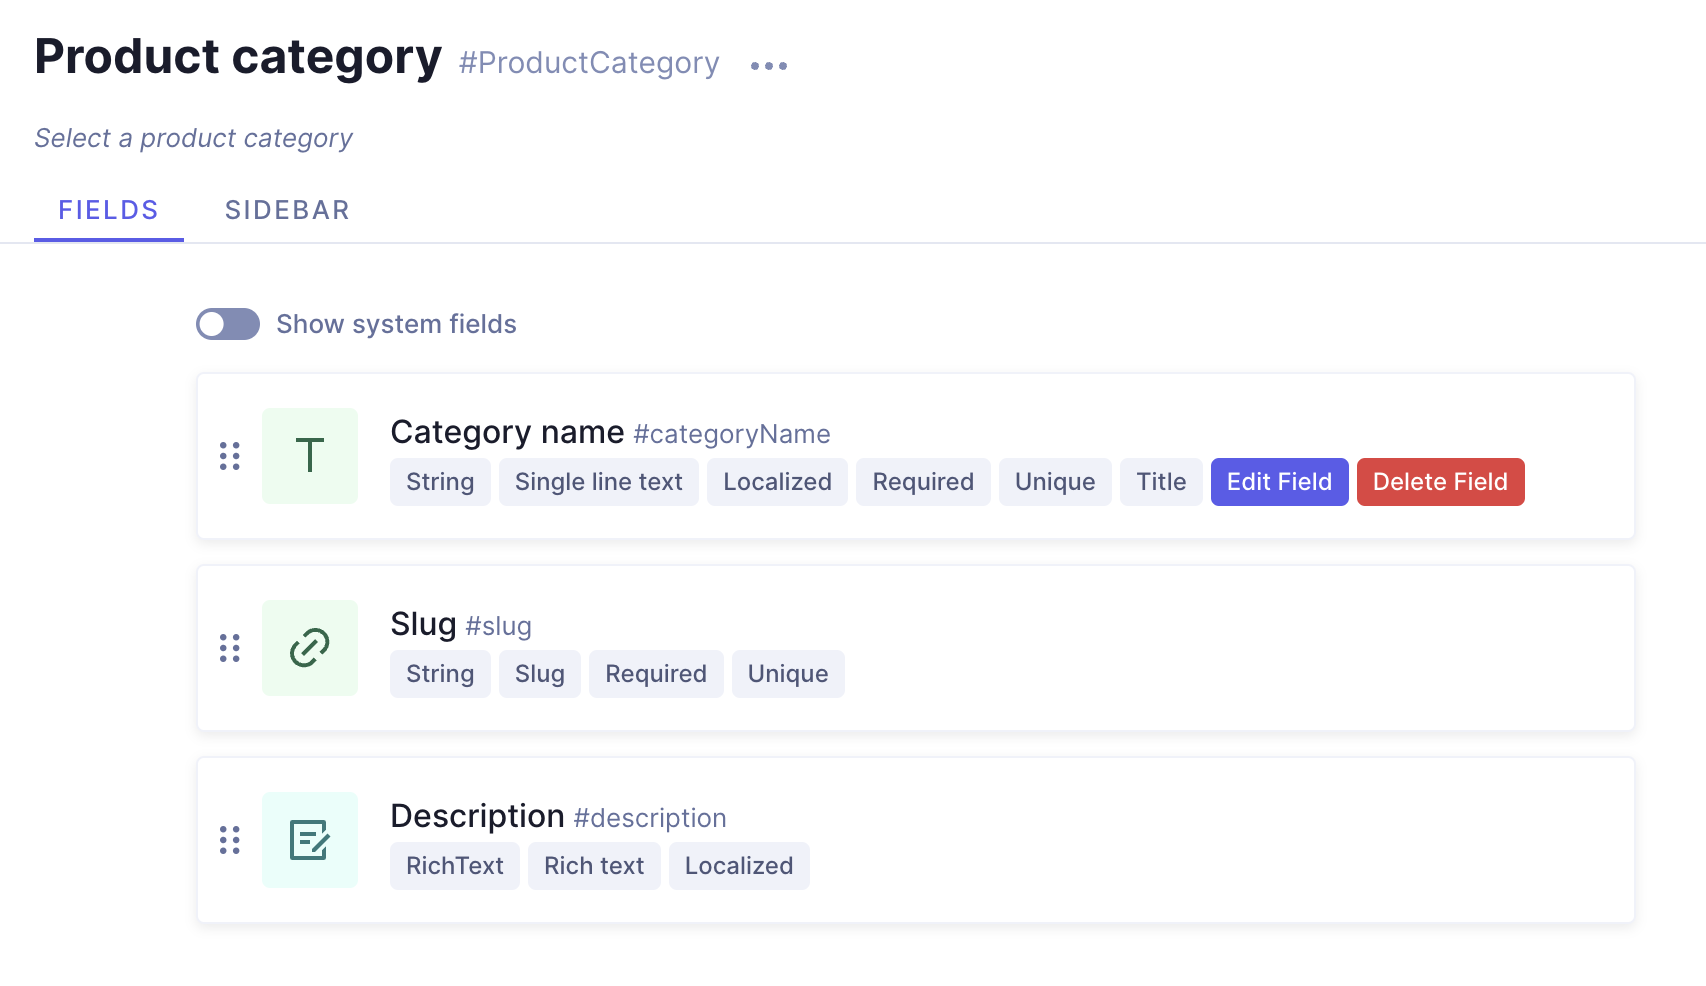 Product category #ProductCategory
Select a product category
FIELDS SIDEBAR
Show system fields
Category name #categoryName
String Single line text Localized Required Unique Title Edit Field Delete Field
Slug #slug
String Slug Required Unique
Description #description
RichText Rich text Localized